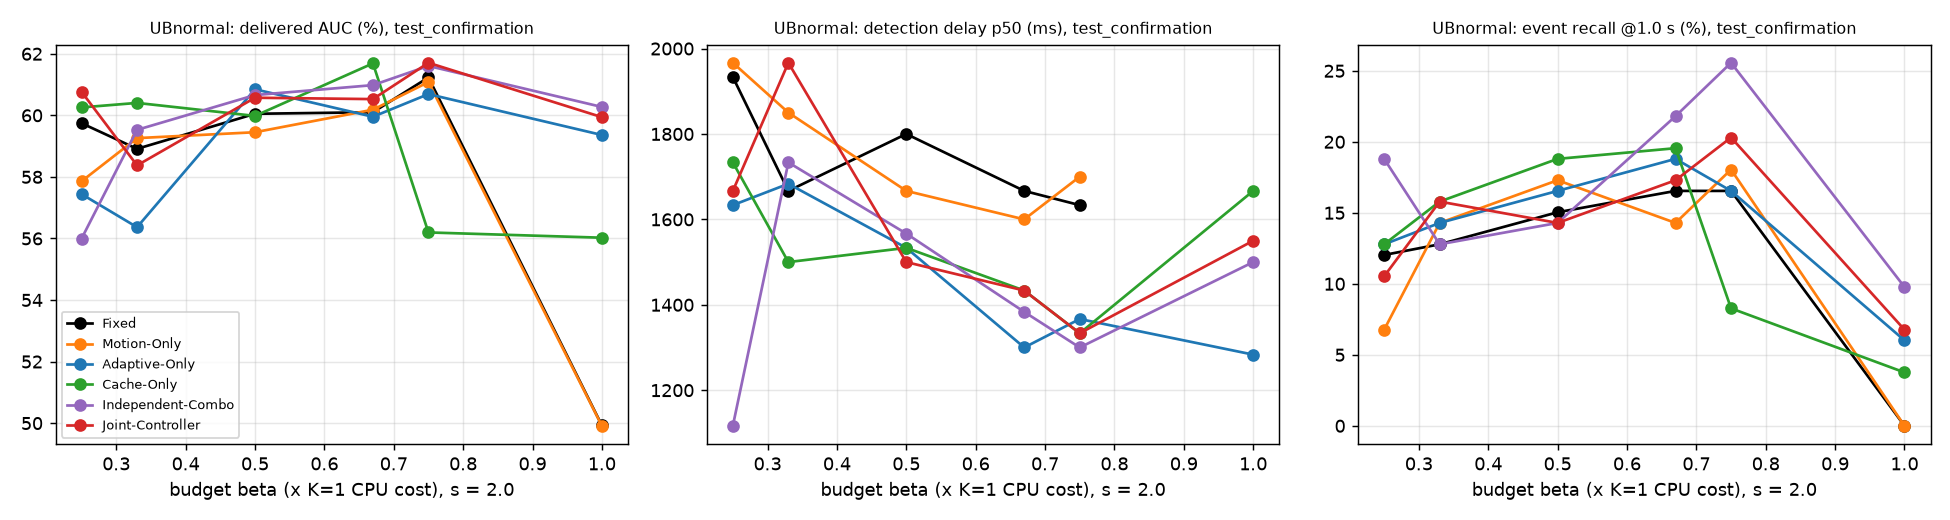 UBnormal: delivered AUC (%), test_confirmation
62
60
58
56
54
52
50
Fixed
Motion-Only
Adaptive-Only
Cache-Only
Independent-Combo
Joint-Controller
0.3 0.4 0.5 0.6 0.7 0.8 0.9 1.0
budget beta (x K=1 CPU cost), s = 2.0
UBnormal: detection delay p50 (ms), test_confirmation
2000
1800
1600
1400
1200
0.3 0.4 0.5 0.6 0.7 0.8 0.9 1.0
budget beta (x K=1 CPU cost), s = 2.0
UBnormal: event recall @1.0 s (%), test_confirmation
25
20
15
10
5
0
0.3 0.4 0.5 0.6 0.7 0.8 0.9 1.0
budget beta (x K=1 CPU cost), s = 2.0